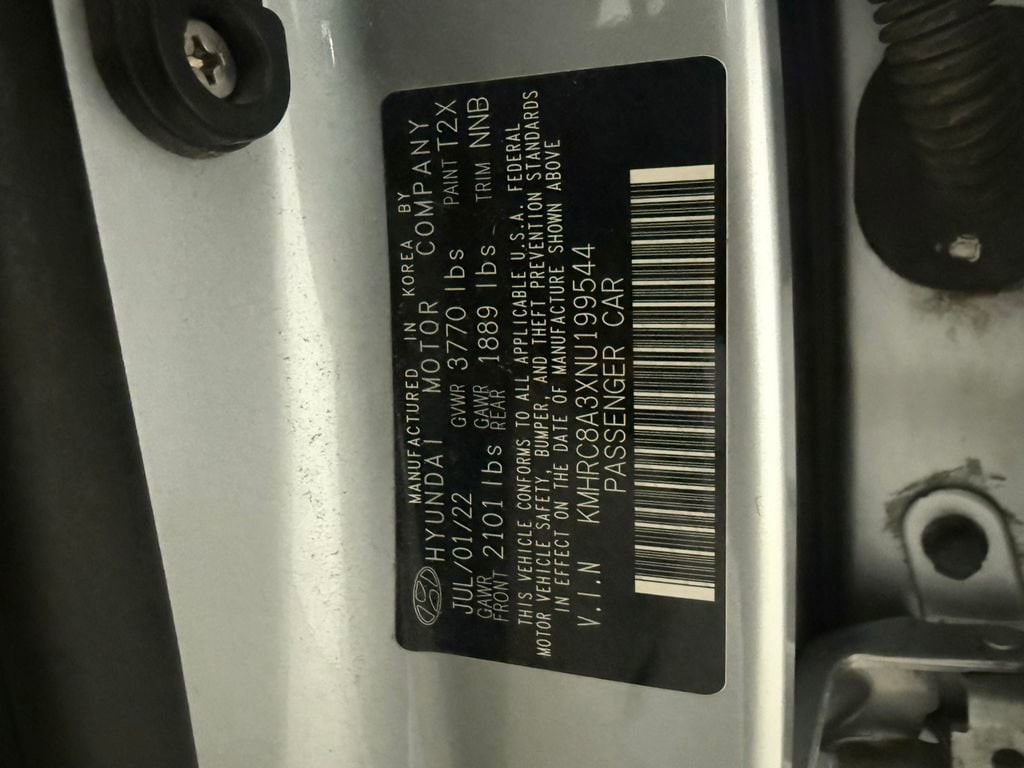 MANUFACTURED IN KOREA BY
HYUNDAI MOTOR COMPANY
JUL/01/22 GVWR 3770 lbs PAINT T2X
GAWR FRONT 2101 lbs GAWR REAR 1889 lbs TRIM NNB
THIS VEHICLE CONFORMS TO ALL APPLICABLE U.S.A. FEDERAL
MOTOR VEHICLE SAFETY, BUMPER, AND THEFT PREVENTION STANDARDS
IN EFFECT ON THE DATE OF MANUFACTURE SHOWN ABOVE
V.I.N KMHRC8A3XNU199544
PASSENGER CAR